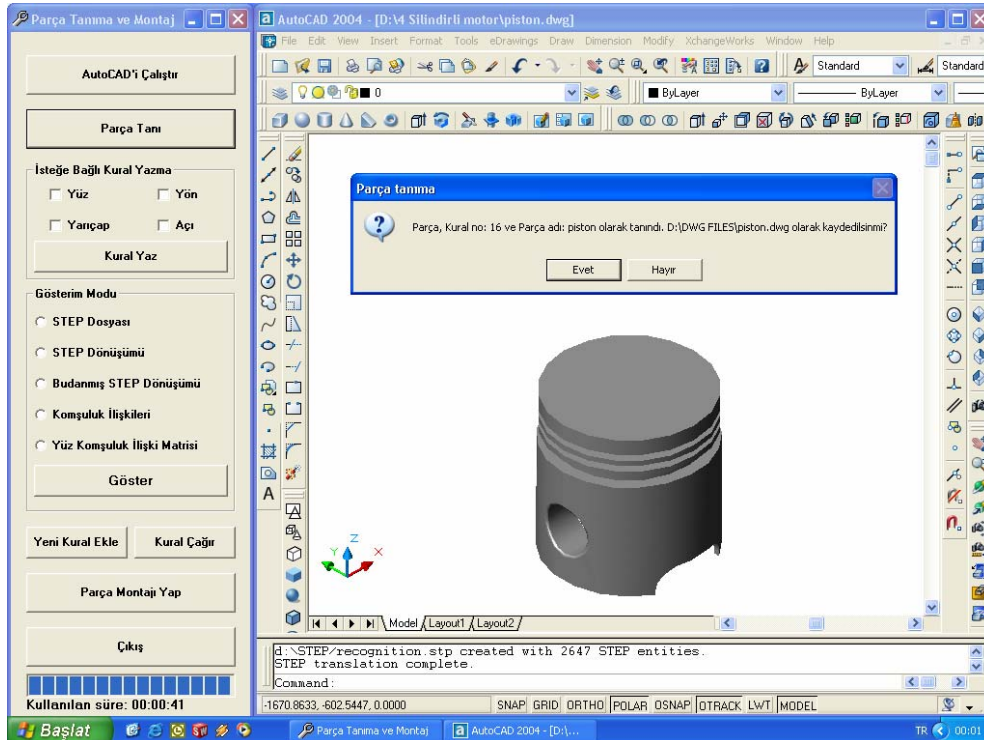 Parça Tanıma ve Montaj
AutoCAD'i Çalıştır
Parça Tanı
İsteğe Bağlı Kural Yazma
Yüz
Yön
Yarıçap
Açı
Kural Yaz
Gösterim Modu
STEP Dosyası
STEP Dönüşümü
Budanmış STEP Dönüşümü
Komşuluk İlişkileri
Yüz Komşuluk İlişki Matrisi
Göster
Yeni Kural Ekle
Kural Çağır
Parça Montajı Yap
Çıkış
Kullanılan süre: 00:00:41
AutoCAD 2004 - [D:\4 Silindirli motor\piston.dwg]
File Edit View Insert Format Tools eDrawings Draw Dimension Modify XchangeWorks Window Help
Standard
Standard
0
ByLayer
ByLayer
Parça tanıma
Parça, Kural no: 16 ve Parça adı: piston olarak tanındı. D:\DWG FILES\piston.dwg olarak kaydedilsinmi?
Evet
Hayır
Z
Y
X
Model
Layout1
Layout2
d:\STEP/recognition.stp created with 2647 STEP entities.
STEP translation complete.
Command:
-1670.8633, -602.5447, 0.0000
SNAP GRID ORTHO POLAR OSNAP OTRACK LWT MODEL
Başlat
Parça Tanıma ve Montaj
AutoCAD 2004 - [D:\...
TR
00:01